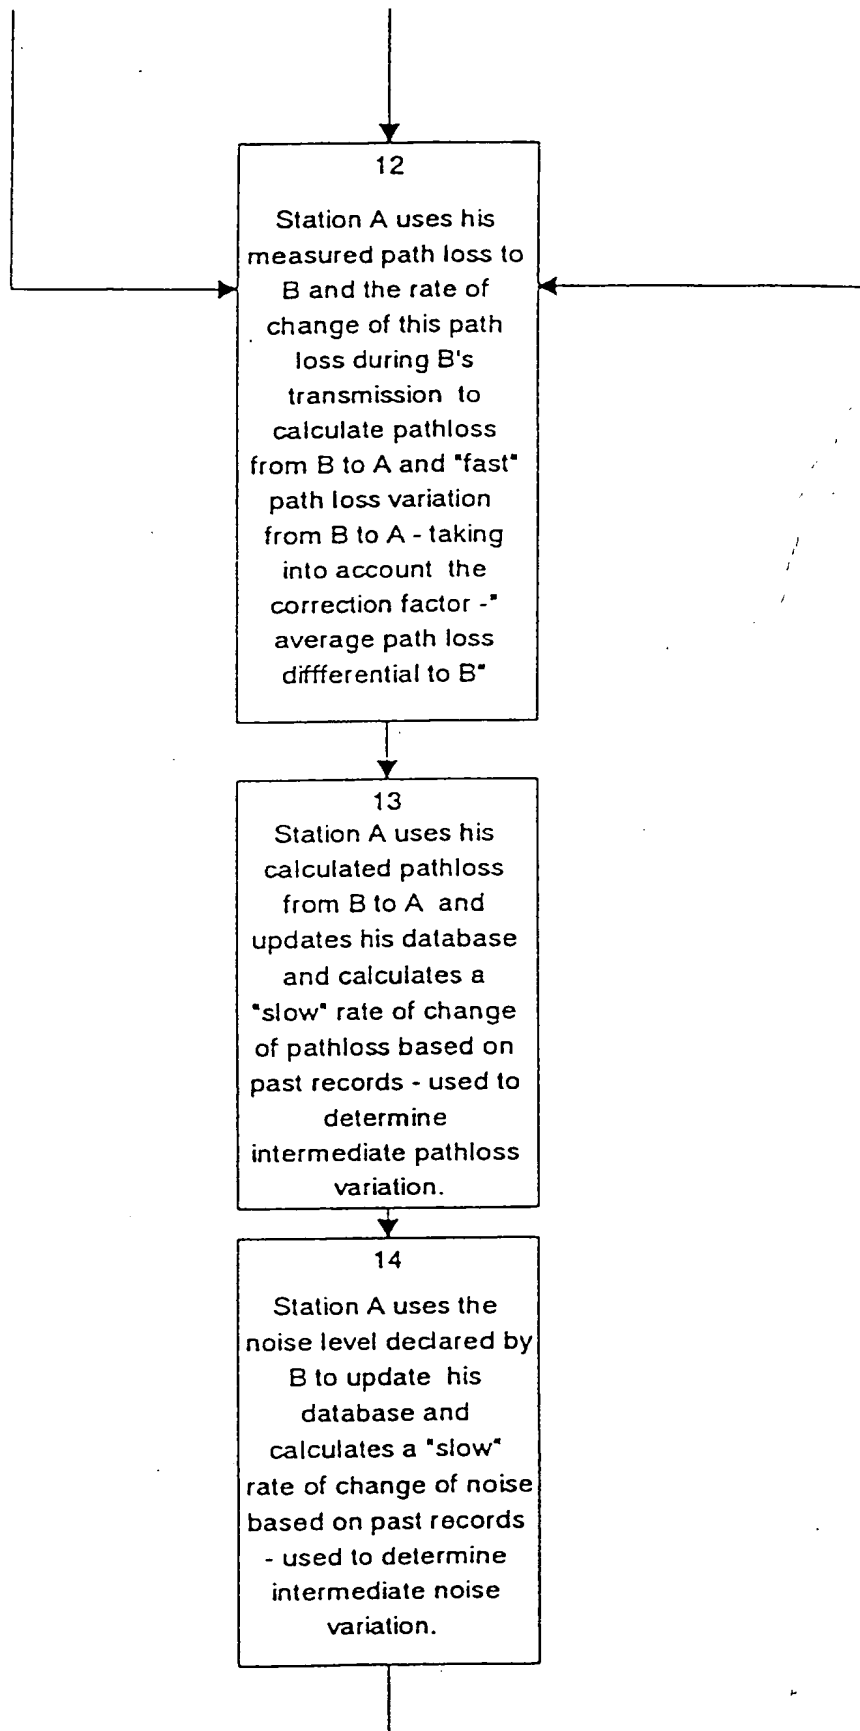 12
Station A uses his
measured path loss to
B and the rate of
change of this path
loss during B's
transmission to
calculate pathloss
from B to A and "fast"
path loss variation
from B to A - taking
into account the
correction factor -"
average path loss
diffferential to B"
13
Station A uses his
calculated pathloss
from B to A and
updates his database
and calculates a
"slow" rate of change
of pathloss based on
past records - used to
determine
intermediate pathloss
variation.
14
Station A uses the
noise level declared by
B to update his
database and
calculates a "slow"
rate of change of noise
based on past records
- used to determine
intermediate noise
variation.